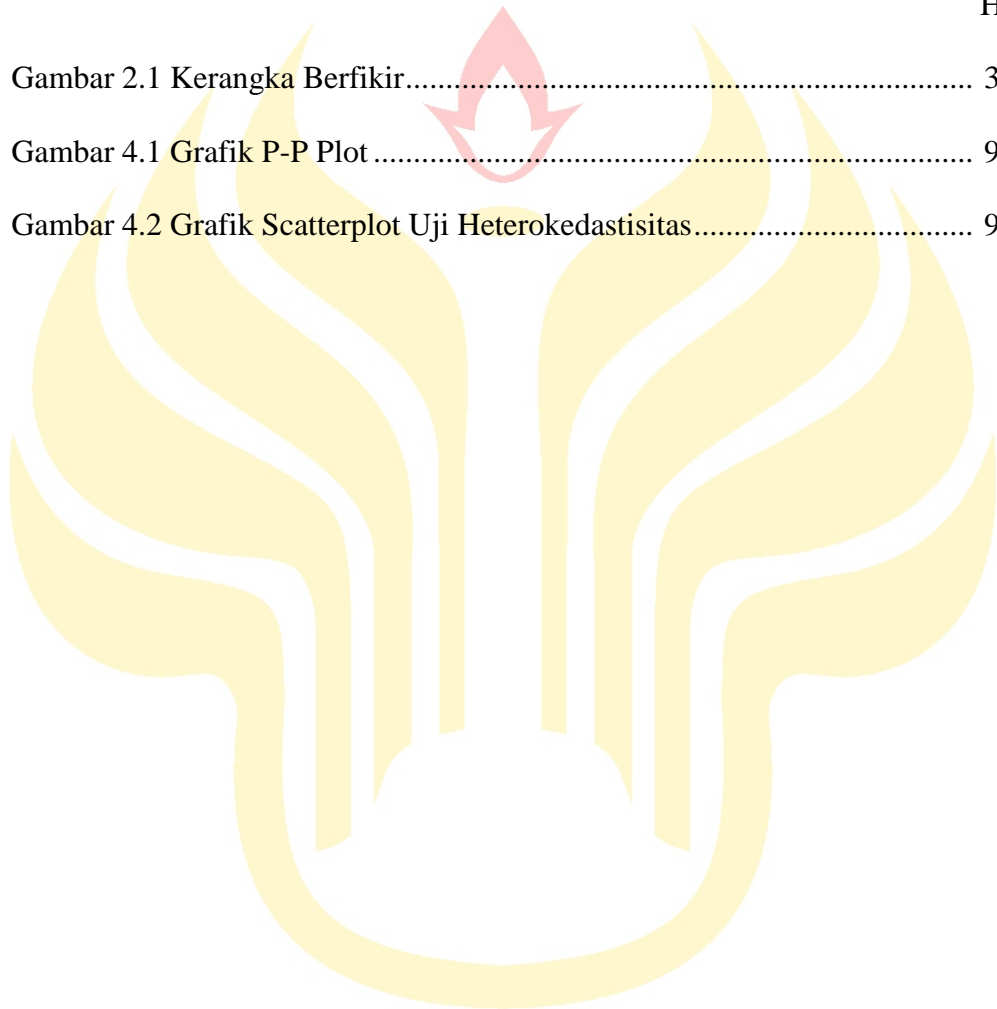 H
Gambar 2.1 Kerangka Berfikir........................................................................ 3
Gambar 4.1 Grafik P-P Plot ............................................................................ 9
Gambar 4.2 Grafik Scatterplot Uji Heterokedastisitas.................................... 9